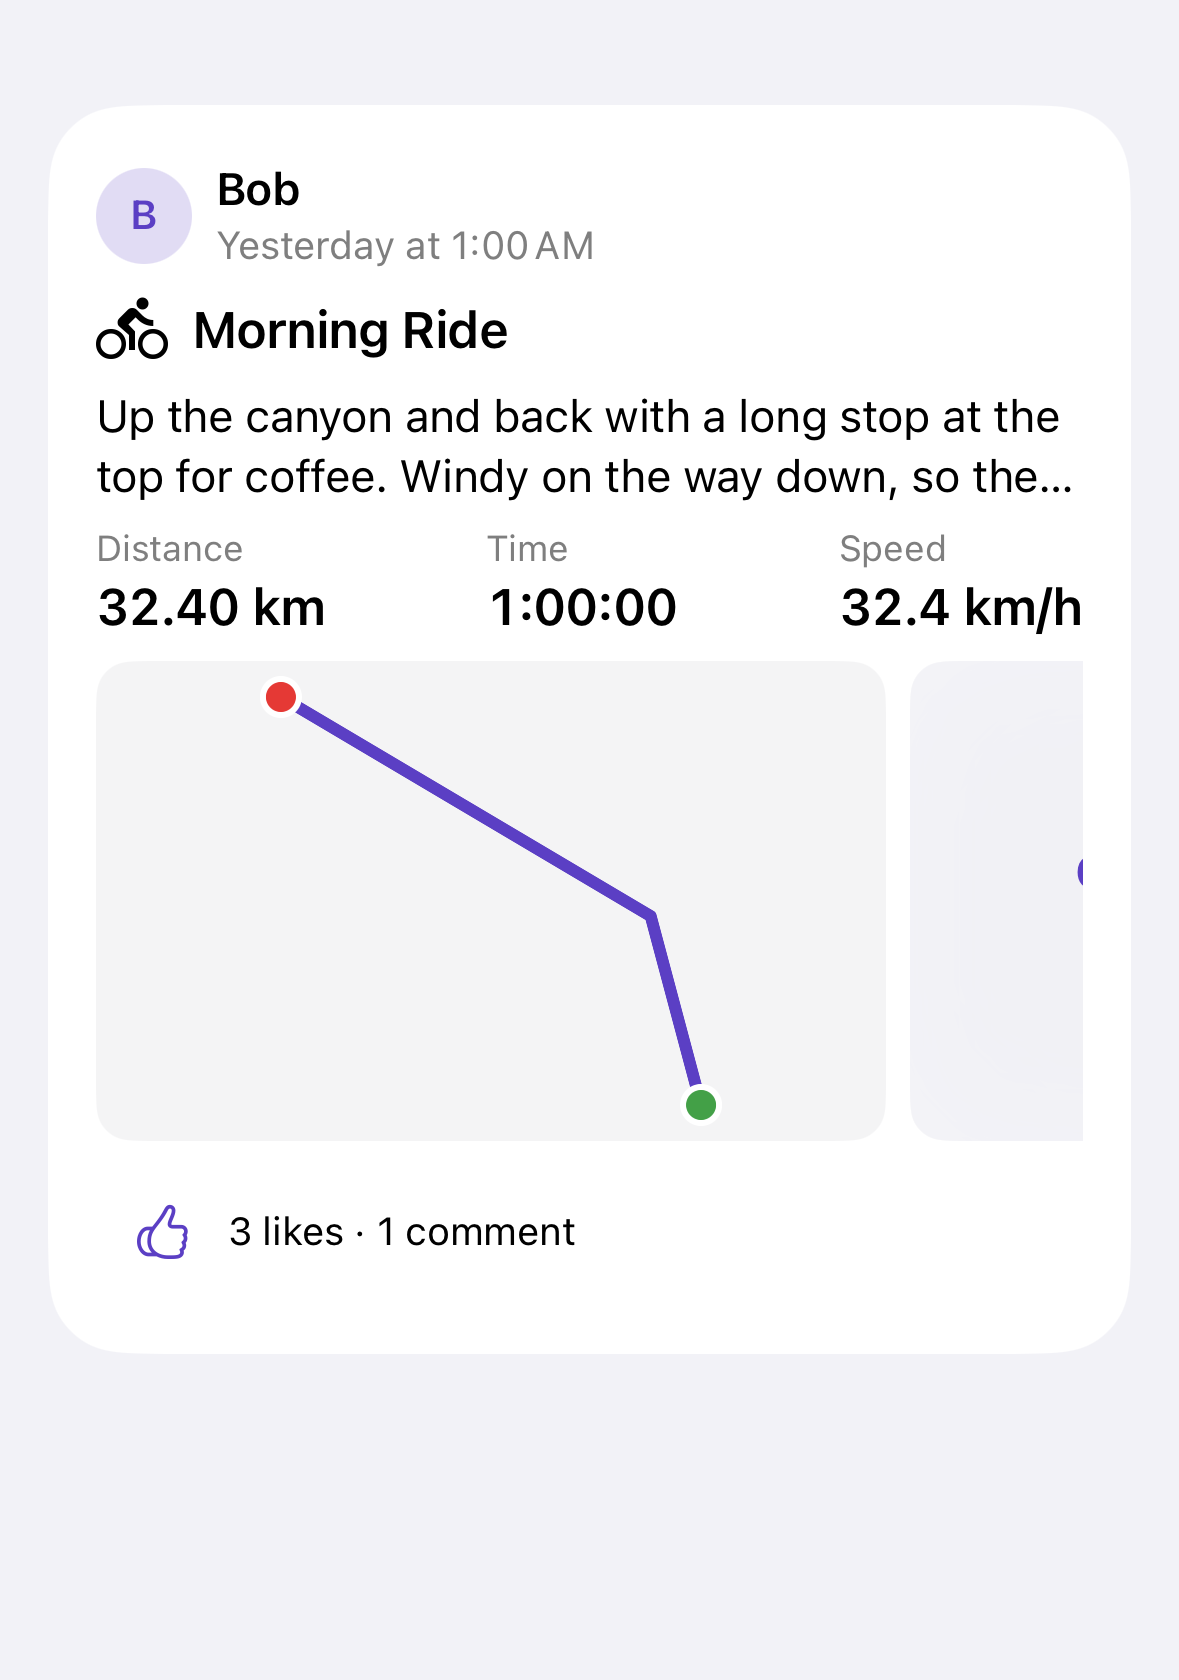 B
Bob
Yesterday at 1:00 AM
Morning Ride
Up the canyon and back with a long stop at the
top for coffee. Windy on the way down, so the...
Distance
Time
Speed
32.40 km
1:00:00
32.4 km/h
3 likes · 1 comment